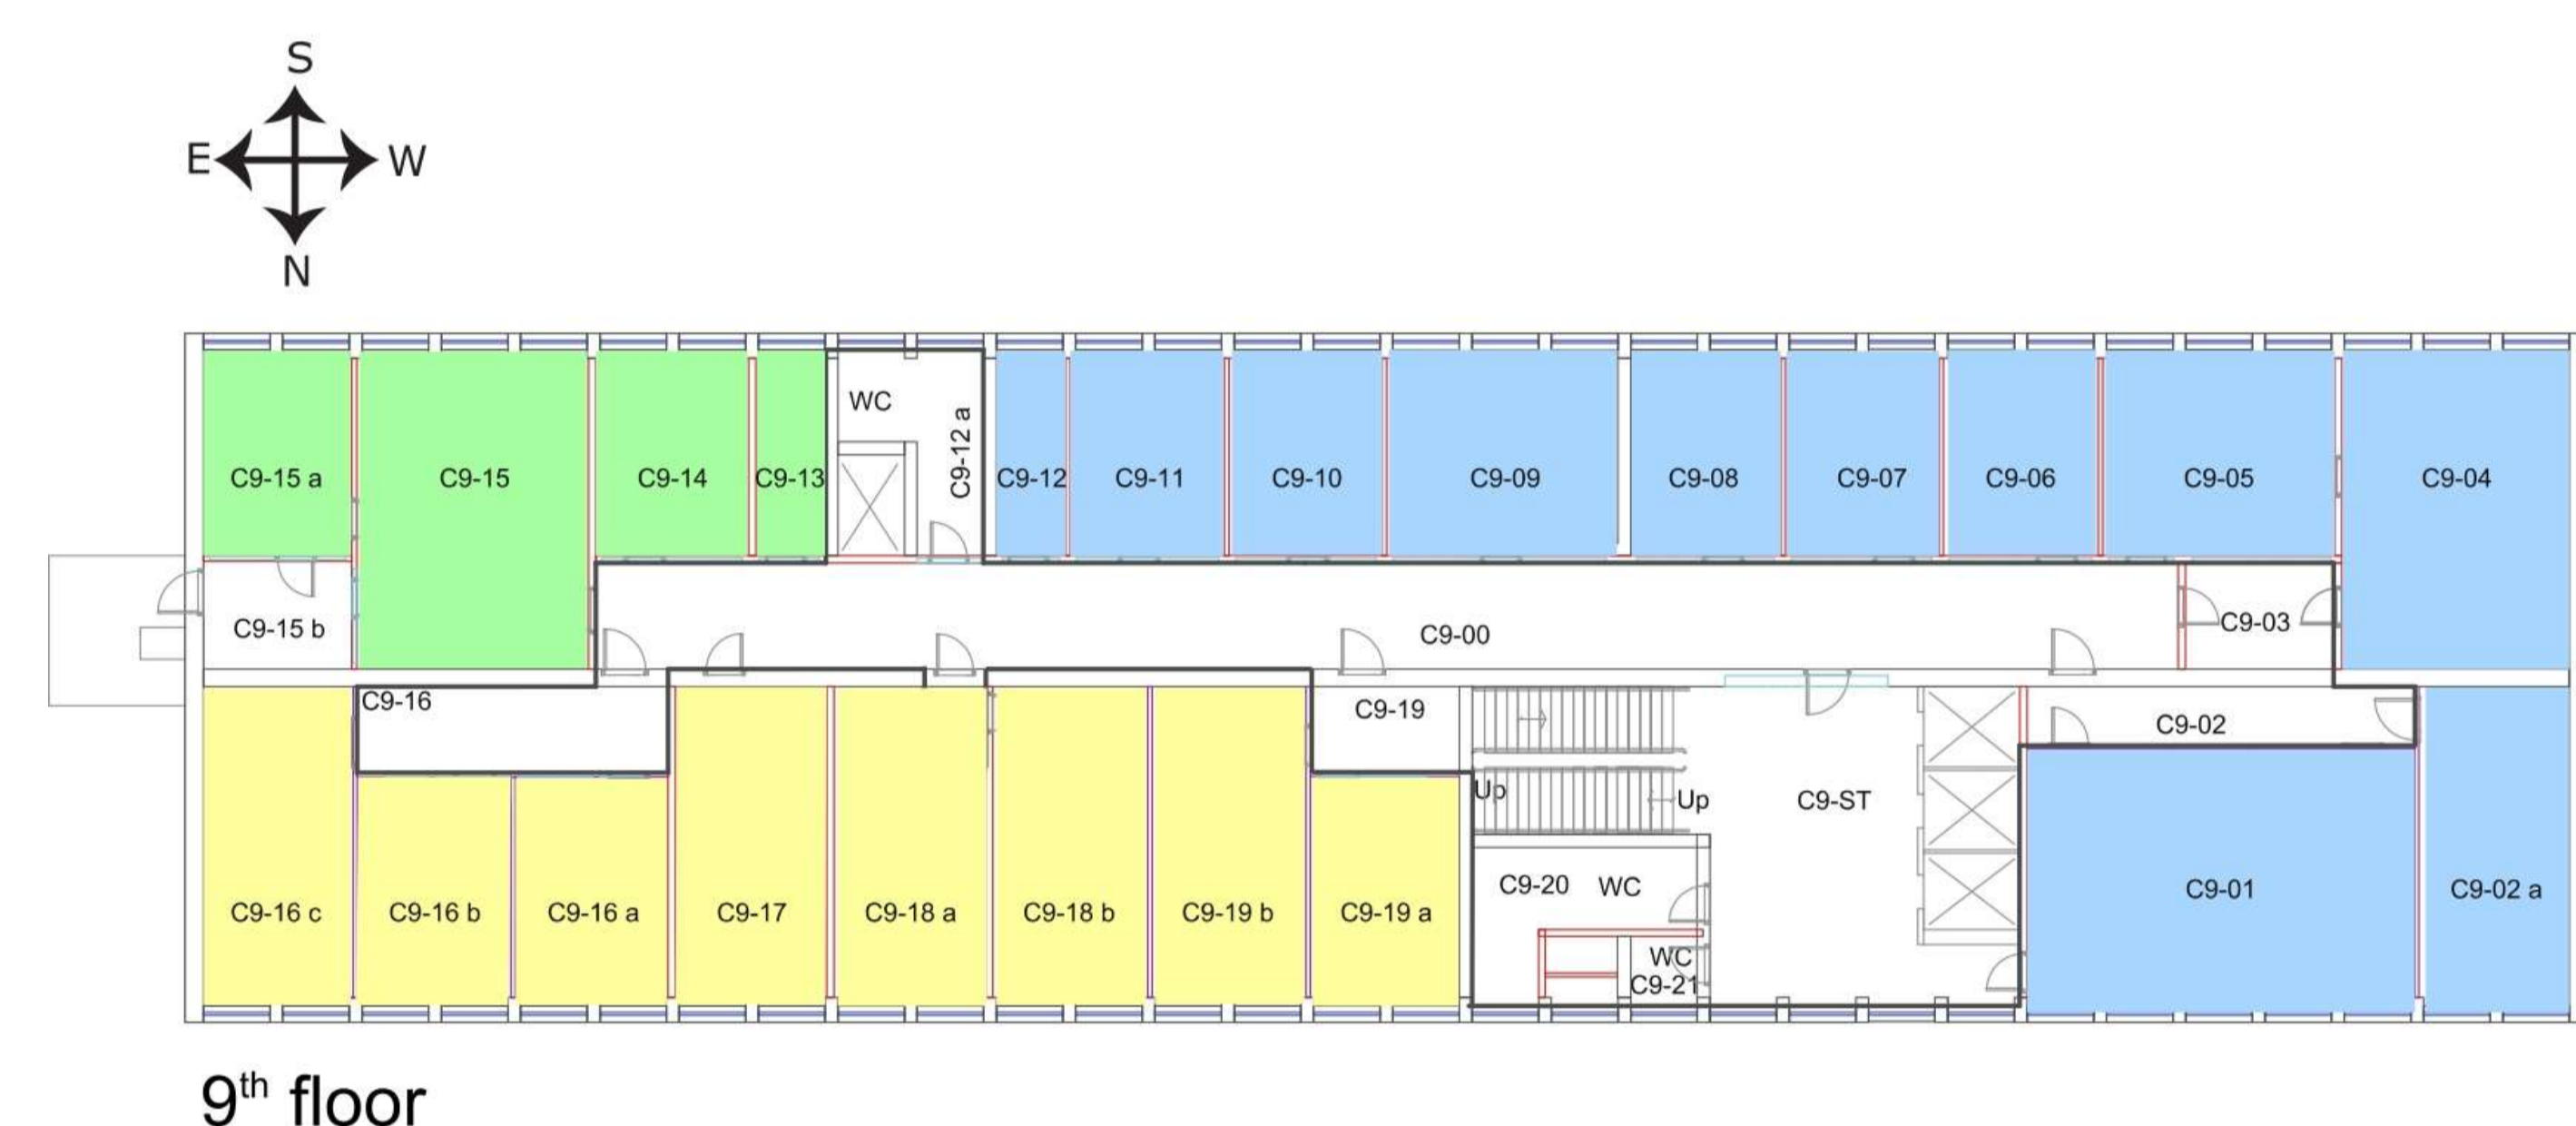 S
E W
N
WC
C9-12 a
C9-15 a C9-15 C9-14 C9-13 C9-12 C9-11 C9-10 C9-09 C9-08 C9-07 C9-06 C9-05 C9-04
C9-15 b C9-00 C9-03
C9-16 C9-19 C9-02
Up Up C9-ST
C9-20 WC C9-01 C9-02 a
C9-16 c C9-16 b C9-16 a C9-17 C9-18 a C9-18 b C9-19 b C9-19 a
WC
C9-21
9th floor